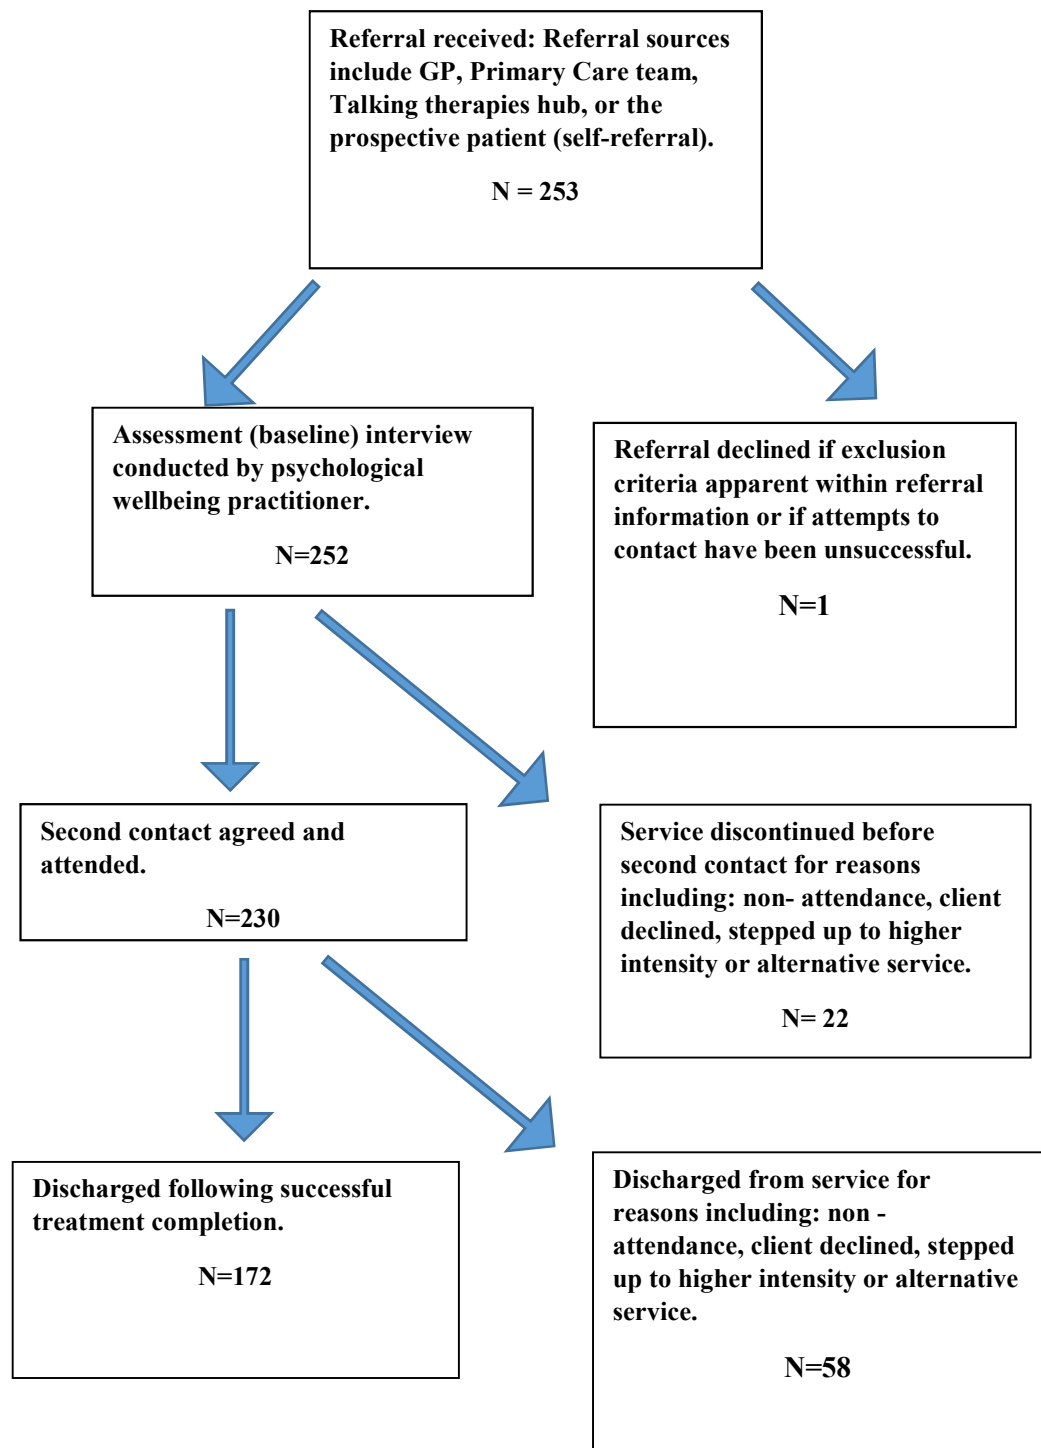 Referral received: Referral sources
include GP, Primary Care team,
Talking therapies hub, or the
prospective patient (self-referral).
N = 253
Assessment (baseline) interview
conducted by psychological
wellbeing practitioner.
N=252
Referral declined if exclusion
criteria apparent within referral
information or if attempts to
contact have been unsuccessful.
N=1
Second contact agreed and
attended.
N=230
Service discontinued before
second contact for reasons
including: non- attendance, client
declined, stepped up to higher
intensity or alternative service.
N= 22
Discharged following successful
treatment completion.
N=172
Discharged from service for
reasons including: non -
attendance, client declined, stepped
up to higher intensity or alternative
service.
N=58